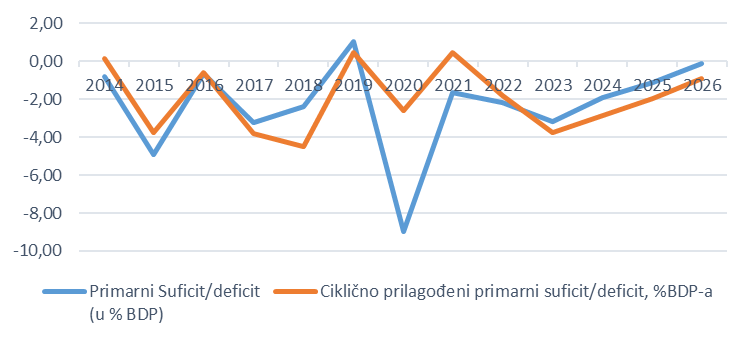 2,00
0,00
2014 2015 2016 2017 2018 2019 2020 2021 2022 2023 2024 2025 2026
-2,00
-4,00
-6,00
-8,00
-10,00
Primarni Suficit/deficit
(u % BDP)
Ciklično prilagođeni primarni suficit/deficit, %BDP-a